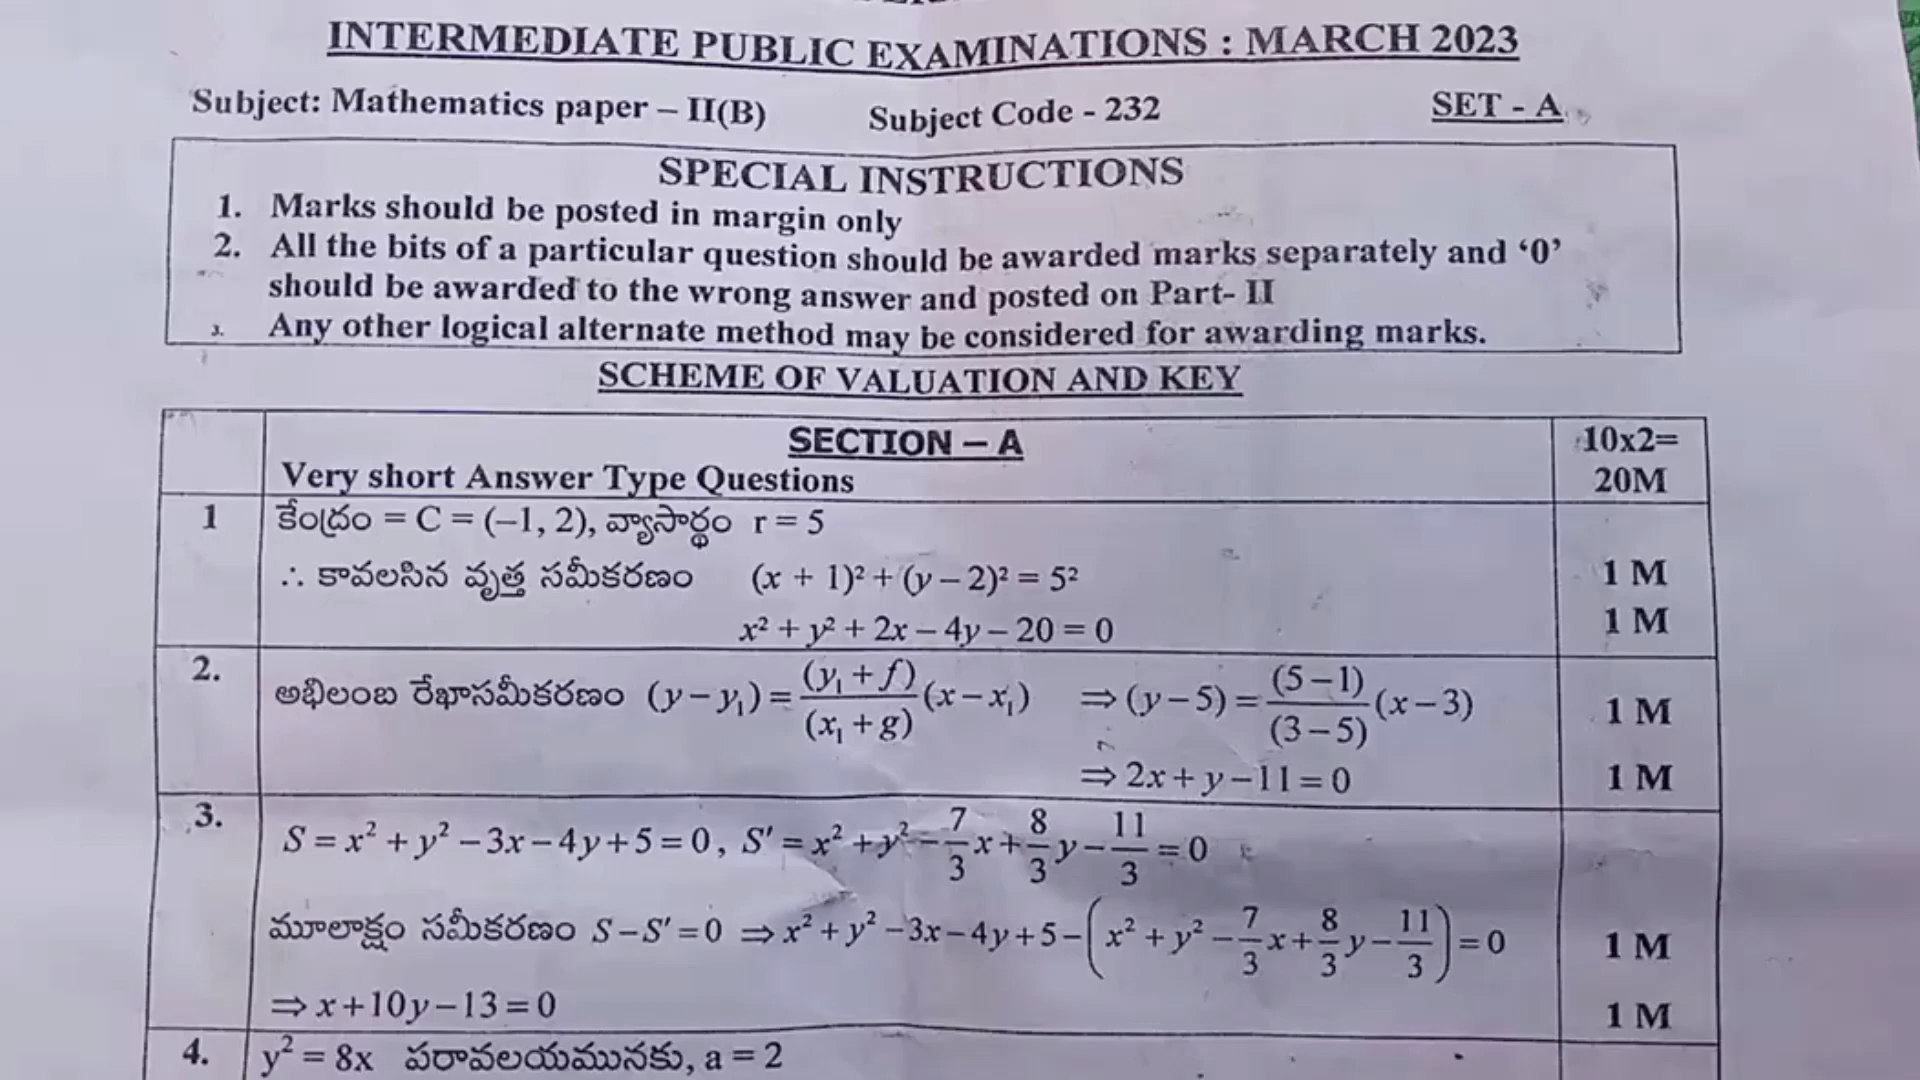 INTERMEDIATE PUBLIC EXAMINATIONS : MARCH 2023
Subject: Mathematics paper – II(B) Subject Code - 232 SET - A
SPECIAL INSTRUCTIONS
1. Marks should be posted in margin only
2. All the bits of a particular question should be awarded marks separately and ‘0’
should be awarded to the wrong answer and posted on Part- II
3. Any other logical alternate method may be considered for awarding marks.
SCHEME OF VALUATION AND KEY
SECTION – A 10x2=
Very short Answer Type Questions 20M
1 కేంద్రం = C = (–1, 2), వ్యాసార్థం r = 5
∴ కావలసిన వృత్త సమీకరణం (x + 1)² + (y – 2)² = 5² 1 M
x² + y² + 2x – 4y – 20 = 0 1 M
2. అభిలంబ రేఖాసమీకరణం (y – y₁) = (y₁ + f)/(x₁ + g) (x – x₁) ⇒ (y – 5) = (5 – 1)/(3 – 5) (x – 3) 1 M
⇒ 2x + y – 11 = 0 1 M
3. S = x² + y² – 3x – 4y + 5 = 0, S′ = x² + y² – 7/3 x + 8/3 y – 11/3 = 0
మూలాక్షం సమీకరణం S – S′ = 0 ⇒ x² + y² – 3x – 4y + 5 – (x² + y² – 7/3 x + 8/3 y – 11/3) = 0 1 M
⇒ x + 10y – 13 = 0 1 M
4. y² = 8x పరావలయమునకు, a = 2